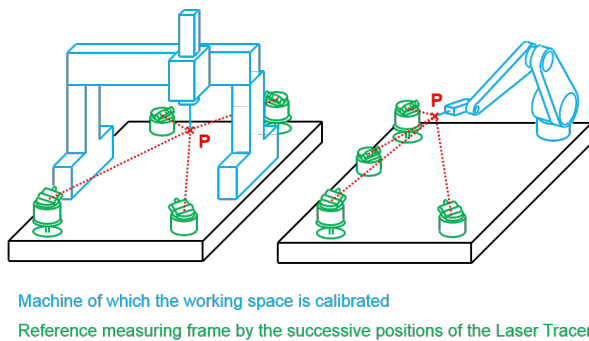 P
P
Machine of which the working space is calibrated
Reference measuring frame by the successive positions of the Laser Tracer